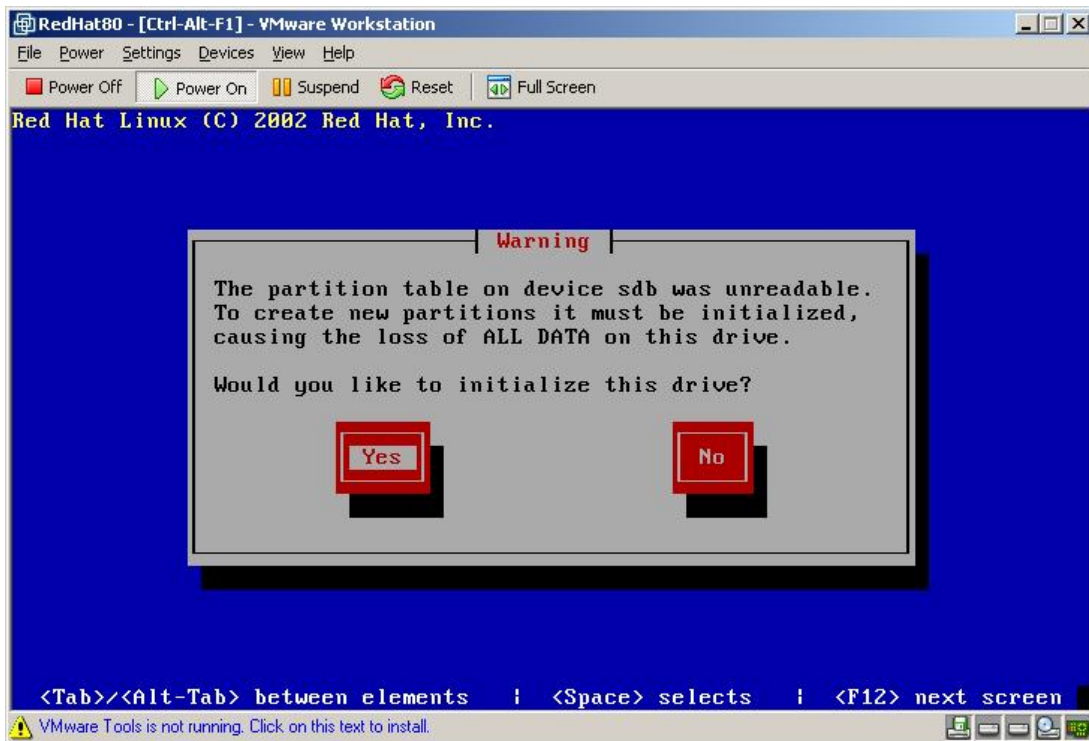 RedHat80 - [Ctrl-Alt-F1] - VMware Workstation
File Power Settings Devices View Help
Power Off Power On Suspend Reset Full Screen
Red Hat Linux (C) 2002 Red Hat, Inc.
Warning
The partition table on device sdb was unreadable.
To create new partitions it must be initialized,
causing the loss of ALL DATA on this drive.
Would you like to initialize this drive?
Yes No
<Tab>/<Alt-Tab> between elements | <Space> selects | <F12> next screen
VMware Tools is not running. Click on this text to install.